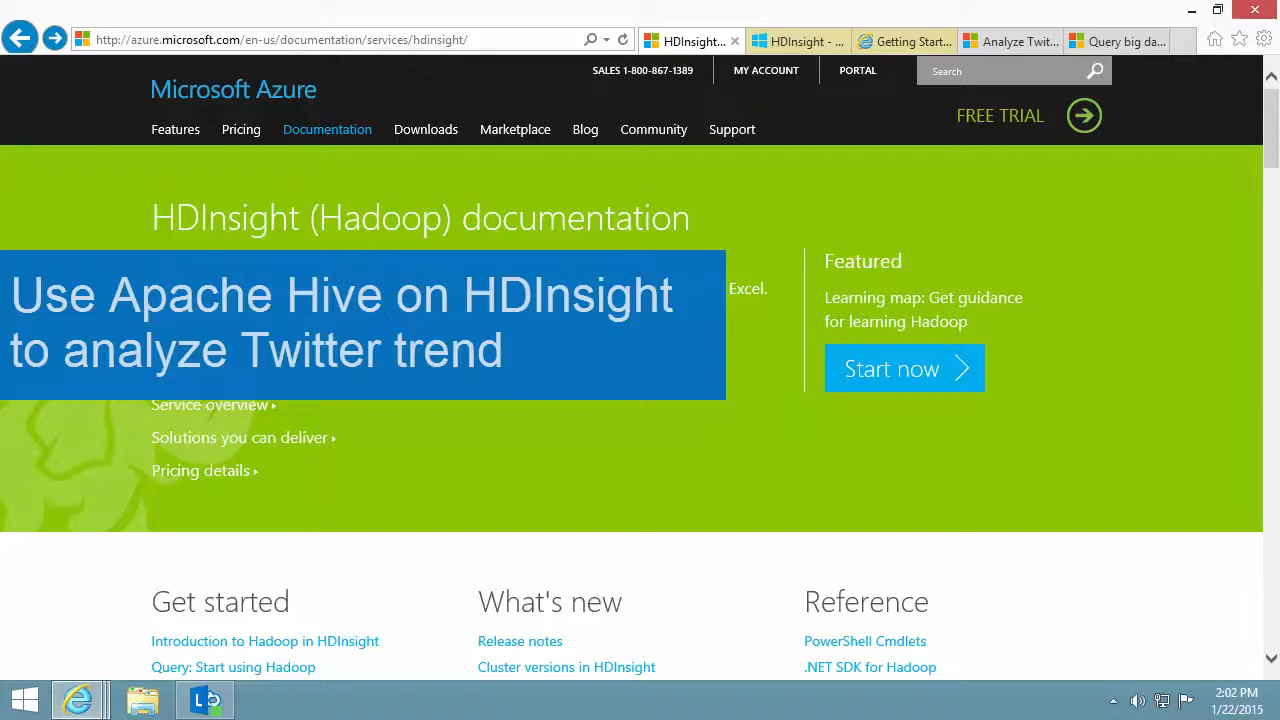 http://azure.microsoft.com/en-us/documentation/services/hdinsight/
HDInsight...
HDInsight - ...
Getting Start...
Analyze Twit...
Query big da...
SALES 1-800-867-1389
MY ACCOUNT
PORTAL
Search
Microsoft Azure
FREE TRIAL
Features
Pricing
Documentation
Downloads
Marketplace
Blog
Community
Support
HDInsight (Hadoop) documentation
Use Apache Hive on HDInsight
to analyze Twitter trend
Excel.
Service overview
Solutions you can deliver
Pricing details
Featured
Learning map: Get guidance
for learning Hadoop
Start now
Get started
Introduction to Hadoop in HDInsight
Query: Start using Hadoop
What's new
Release notes
Cluster versions in HDInsight
Reference
PowerShell Cmdlets
.NET SDK for Hadoop
2:02 PM
1/22/2015